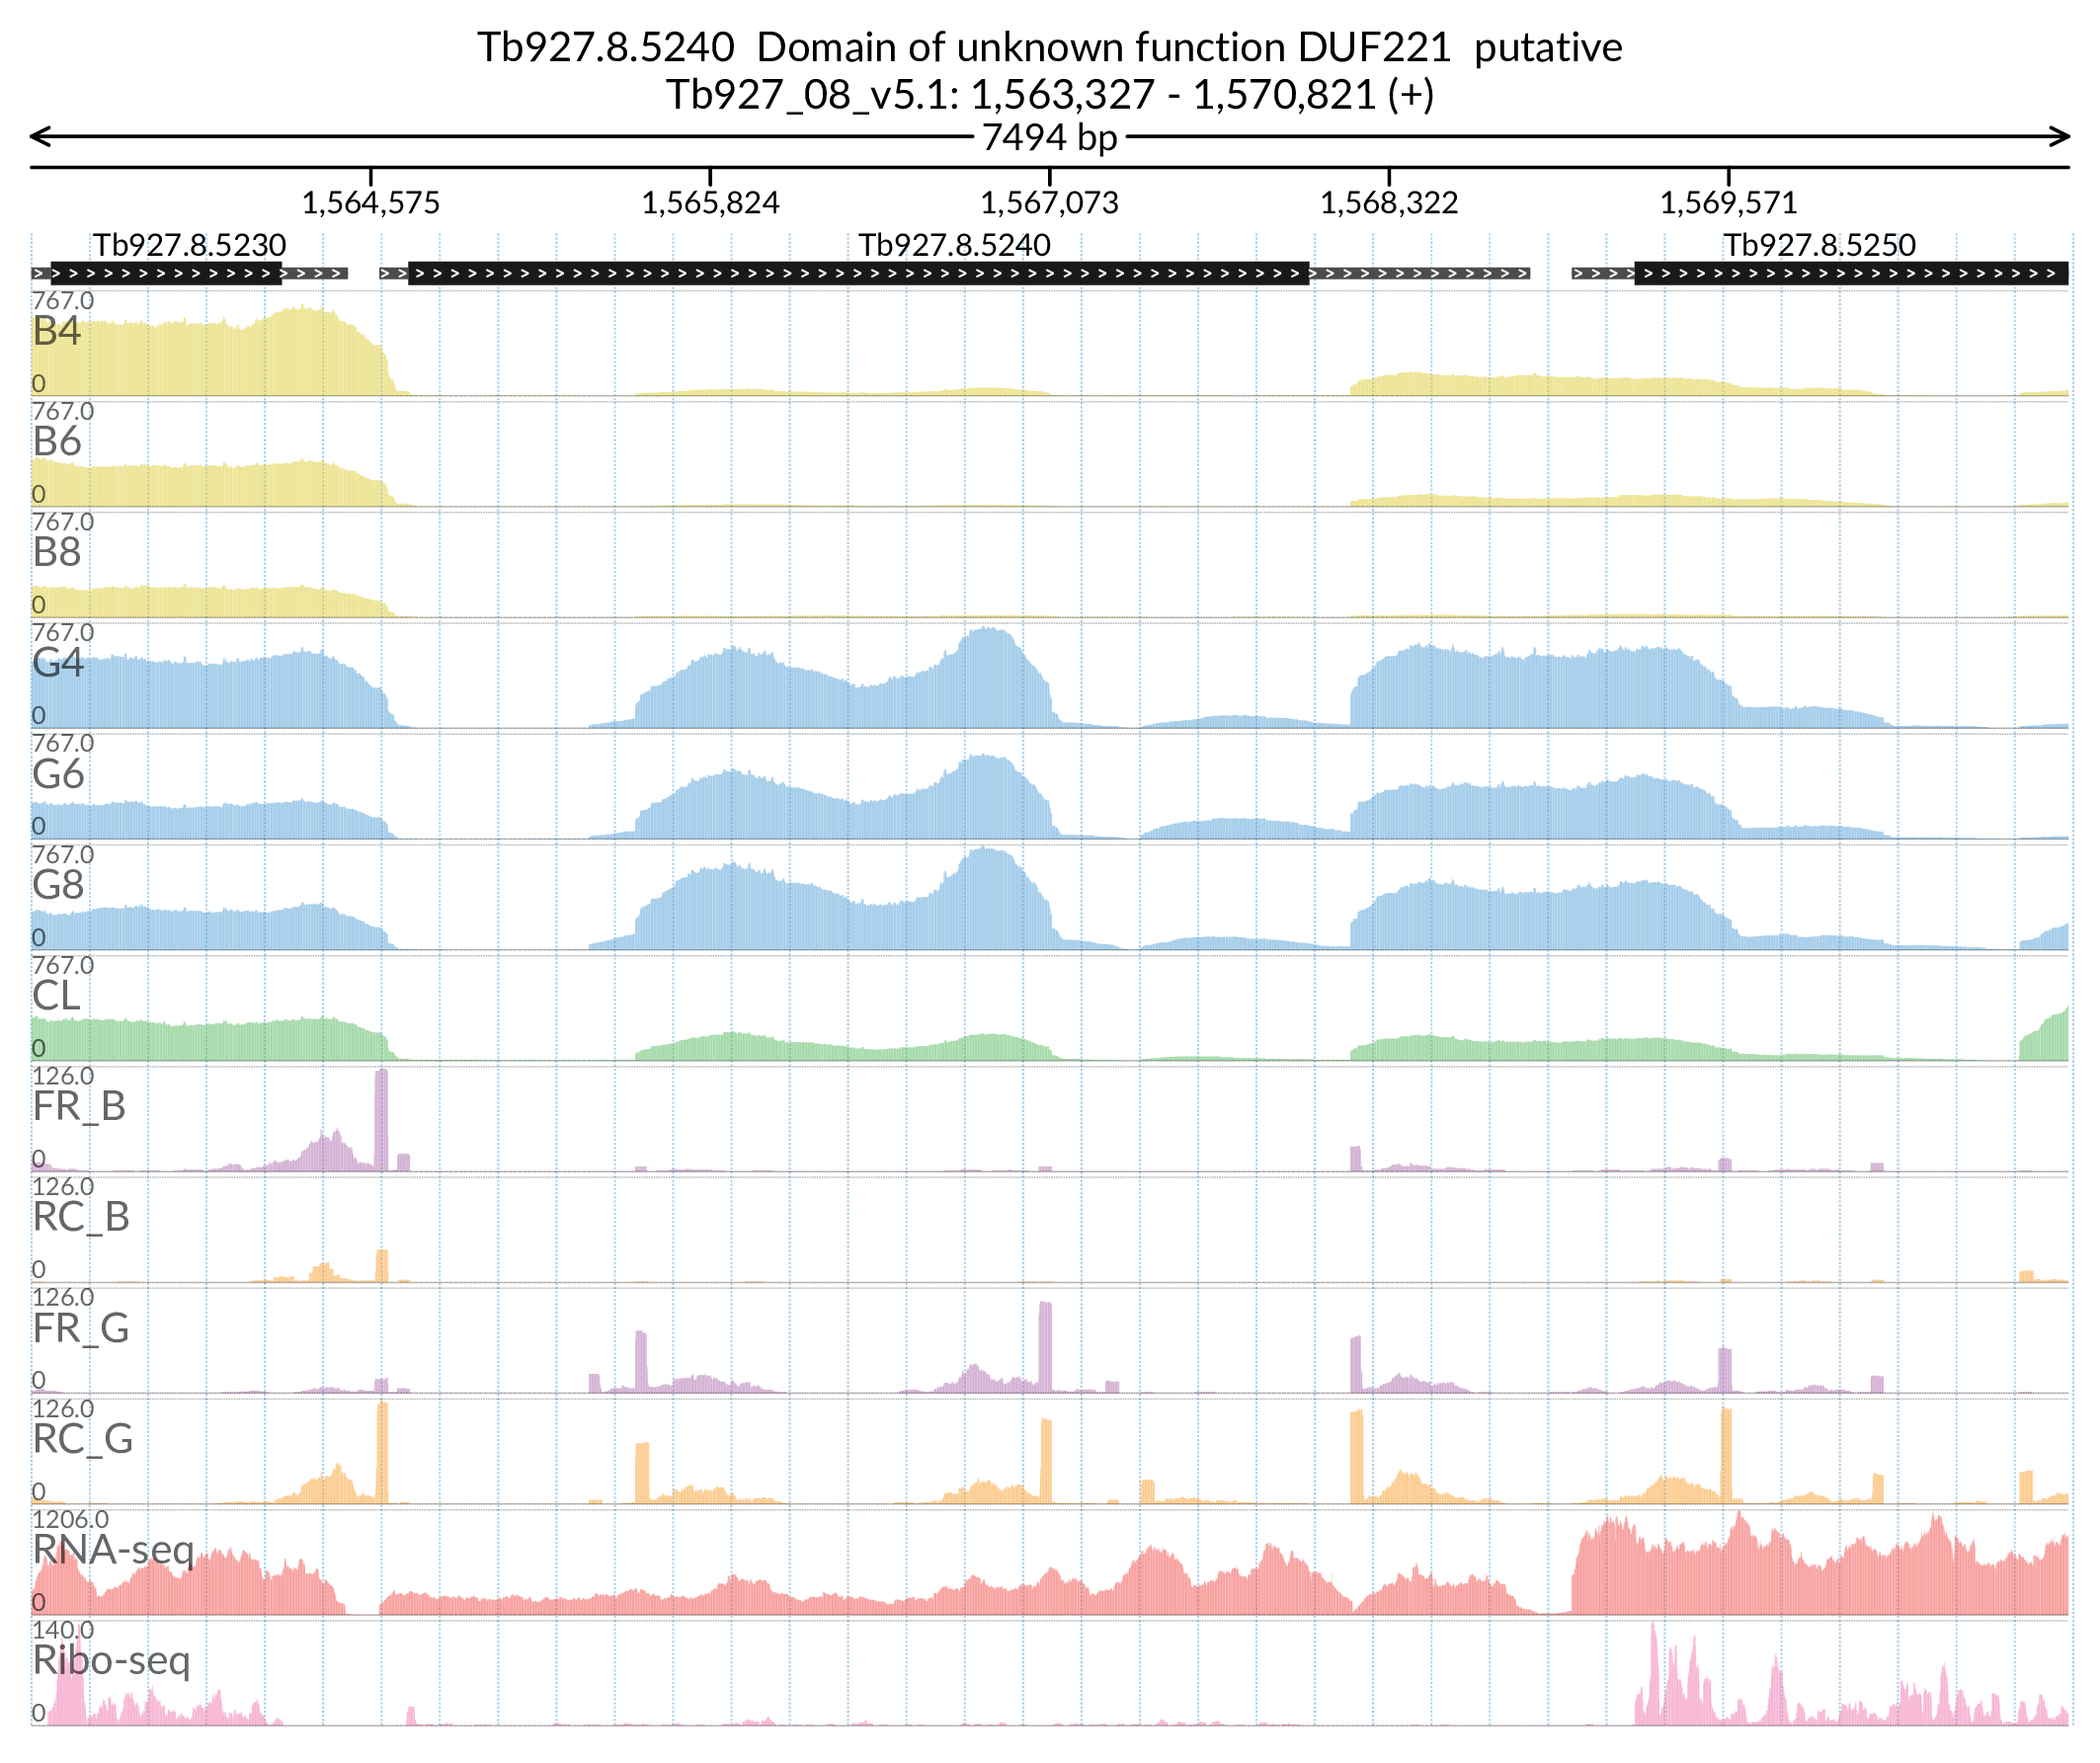 Tb927.8.5240 Domain of unknown function DUF221 putative
Tb927_08_v5.1: 1,563,327 - 1,570,821 (+)
7494 bp
1,564,575 1,565,824 1,567,073 1,568,322 1,569,571
Tb927.8.5230 Tb927.8.5240 Tb927.8.5250
767.0
B4
0
767.0
B6
0
767.0
B8
0
767.0
G4
0
767.0
G6
0
767.0
G8
0
767.0
CL
0
126.0
FR_B
0
126.0
RC_B
0
126.0
FR_G
0
126.0
RC_G
0
1206.0
RNA-seq
0
140.0
Ribo-seq
0